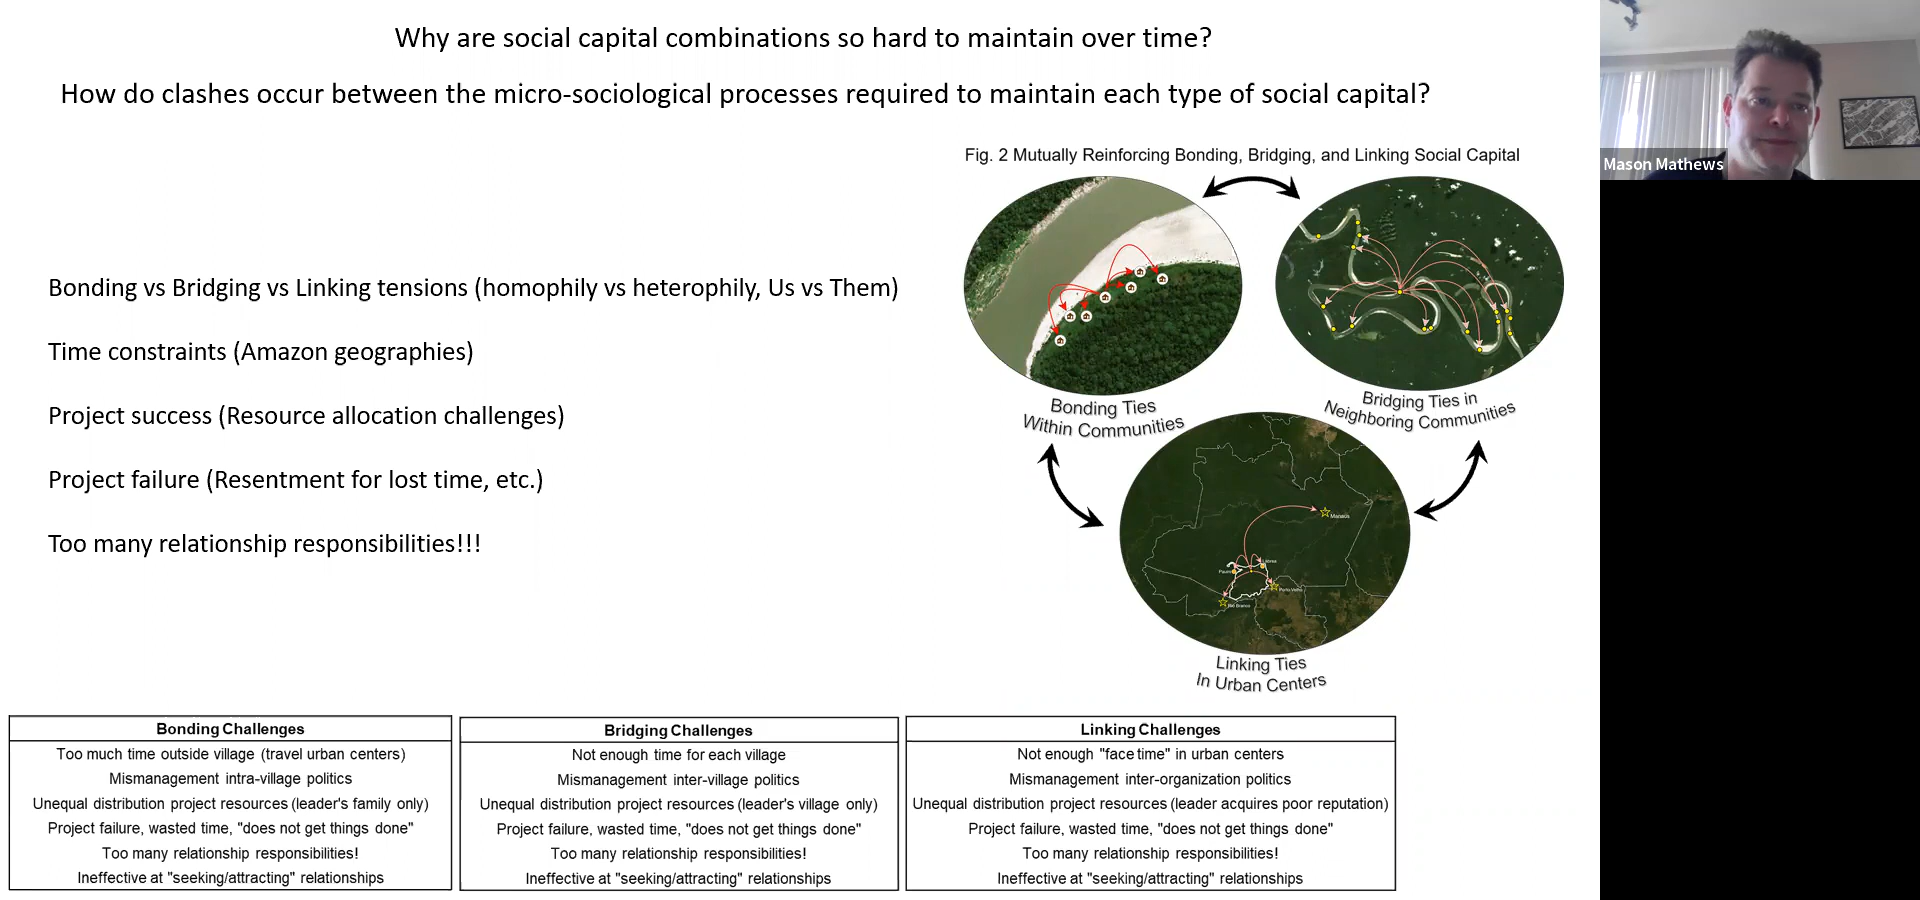 Why are social capital combinations so hard to maintain over time?
How do clashes occur between the micro-sociological processes required to maintain each type of social capital?
Mason Mathews
Fig. 2 Mutually Reinforcing Bonding, Bridging, and Linking Social Capital
Bonding vs Bridging vs Linking tensions (homophily vs heterophily, Us vs Them)
Time constraints (Amazon geographies)
Project success (Resource allocation challenges)
Project failure (Resentment for lost time, etc.)
Too many relationship responsibilities!!!
Bonding Ties
Within Communities
Bridging Ties in
Neighboring Communities
Manaus
Porto Velho
Rio Branco
Linking Ties
In Urban Centers
Bonding Challenges
Too much time outside village (travel urban centers)
Mismanagement intra-village politics
Unequal distribution project resources (leader's family only)
Project failure, wasted time, "does not get things done"
Too many relationship responsibilities!
Ineffective at "seeking/attracting" relationships
Bridging Challenges
Not enough time for each village
Mismanagement inter-village politics
Unequal distribution project resources (leader's village only)
Project failure, wasted time, "does not get things done"
Too many relationship responsibilities!
Ineffective at "seeking/attracting" relationships
Linking Challenges
Not enough "face time" in urban centers
Mismanagement inter-organization politics
Unequal distribution project resources (leader acquires poor reputation)
Project failure, wasted time, "does not get things done"
Too many relationship responsibilities!
Ineffective at "seeking/attracting" relationships